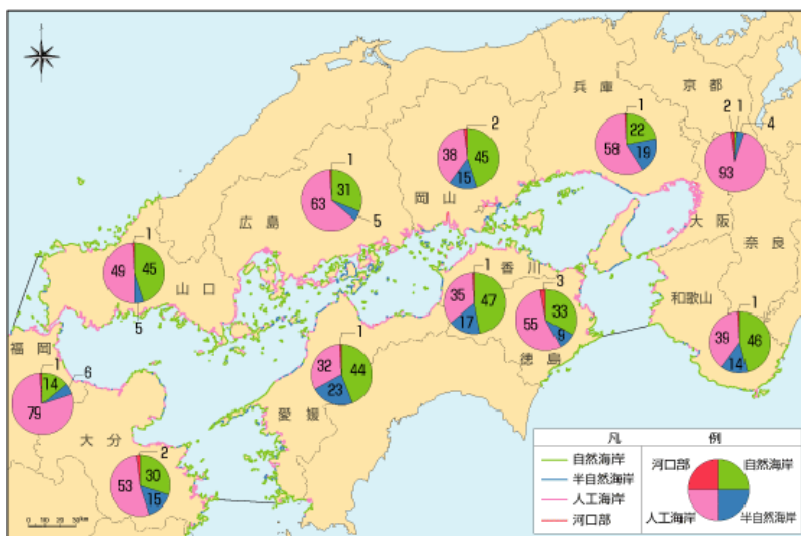 兵庫
京都
1
22
19
58
2
1
4
93
2
45
15
38
岡山
1
31
5
63
広島
大阪
奈良
1
45
5
49
山口
1
47
17
35
香川
3
33
9
55
徳島
和歌山
1
46
14
39
福岡
1
14
6
79
1
44
23
32
愛媛
大分
2
30
15
53
0 10 20 30km
凡 例
自然海岸
半自然海岸
人工海岸
河口部
河口部
自然海岸
人工海岸
半自然海岸